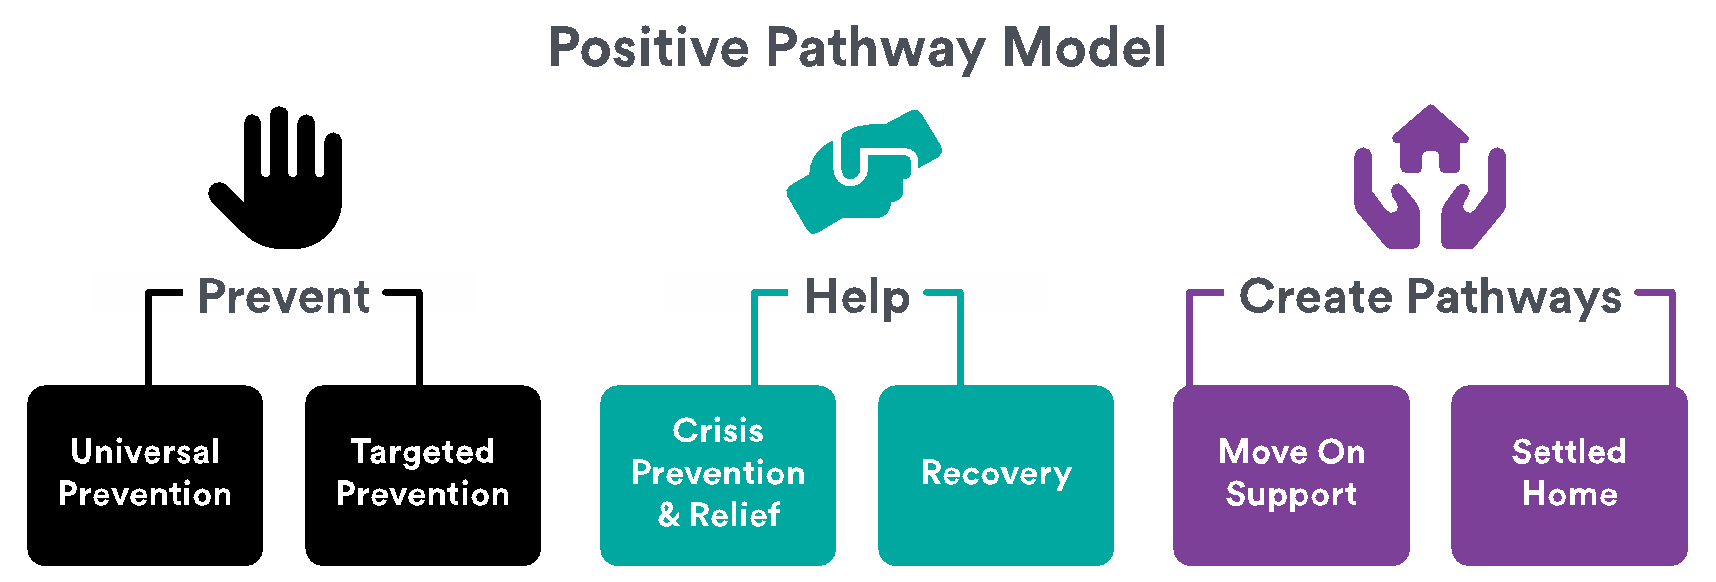 Positive Pathway Model
Prevent
Help
Create Pathways
Universal
Prevention
Targeted
Prevention
Crisis
Prevention
& Relief
Recovery
Move On
Support
Settled
Home